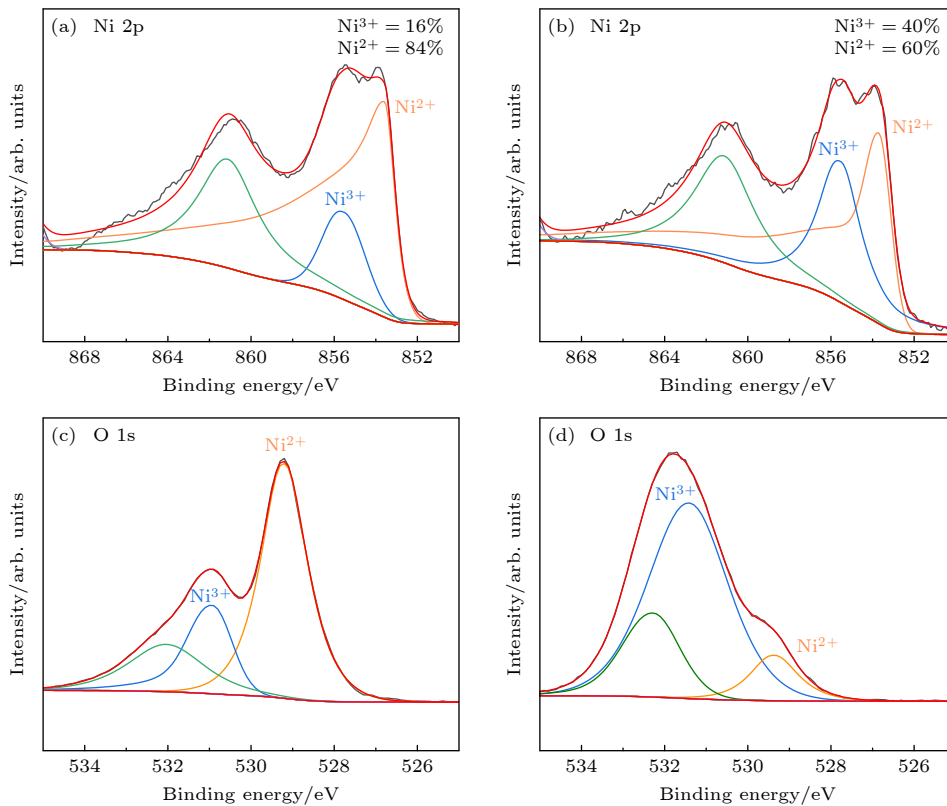 (a) Ni 2p
Ni³⁺ = 16%
Ni²⁺ = 84%
Ni²⁺
Ni³⁺
Intensity/arb. units
868 864 860 856 852
Binding energy/eV
(b) Ni 2p
Ni³⁺ = 40%
Ni²⁺ = 60%
Ni²⁺
Ni³⁺
Intensity/arb. units
868 864 860 856 852
Binding energy/eV
(c) O 1s
Ni²⁺
Ni³⁺
Intensity/arb. units
534 532 530 528 526
Binding energy/eV
(d) O 1s
Ni³⁺
Ni²⁺
Intensity/arb. units
534 532 530 528 526
Binding energy/eV